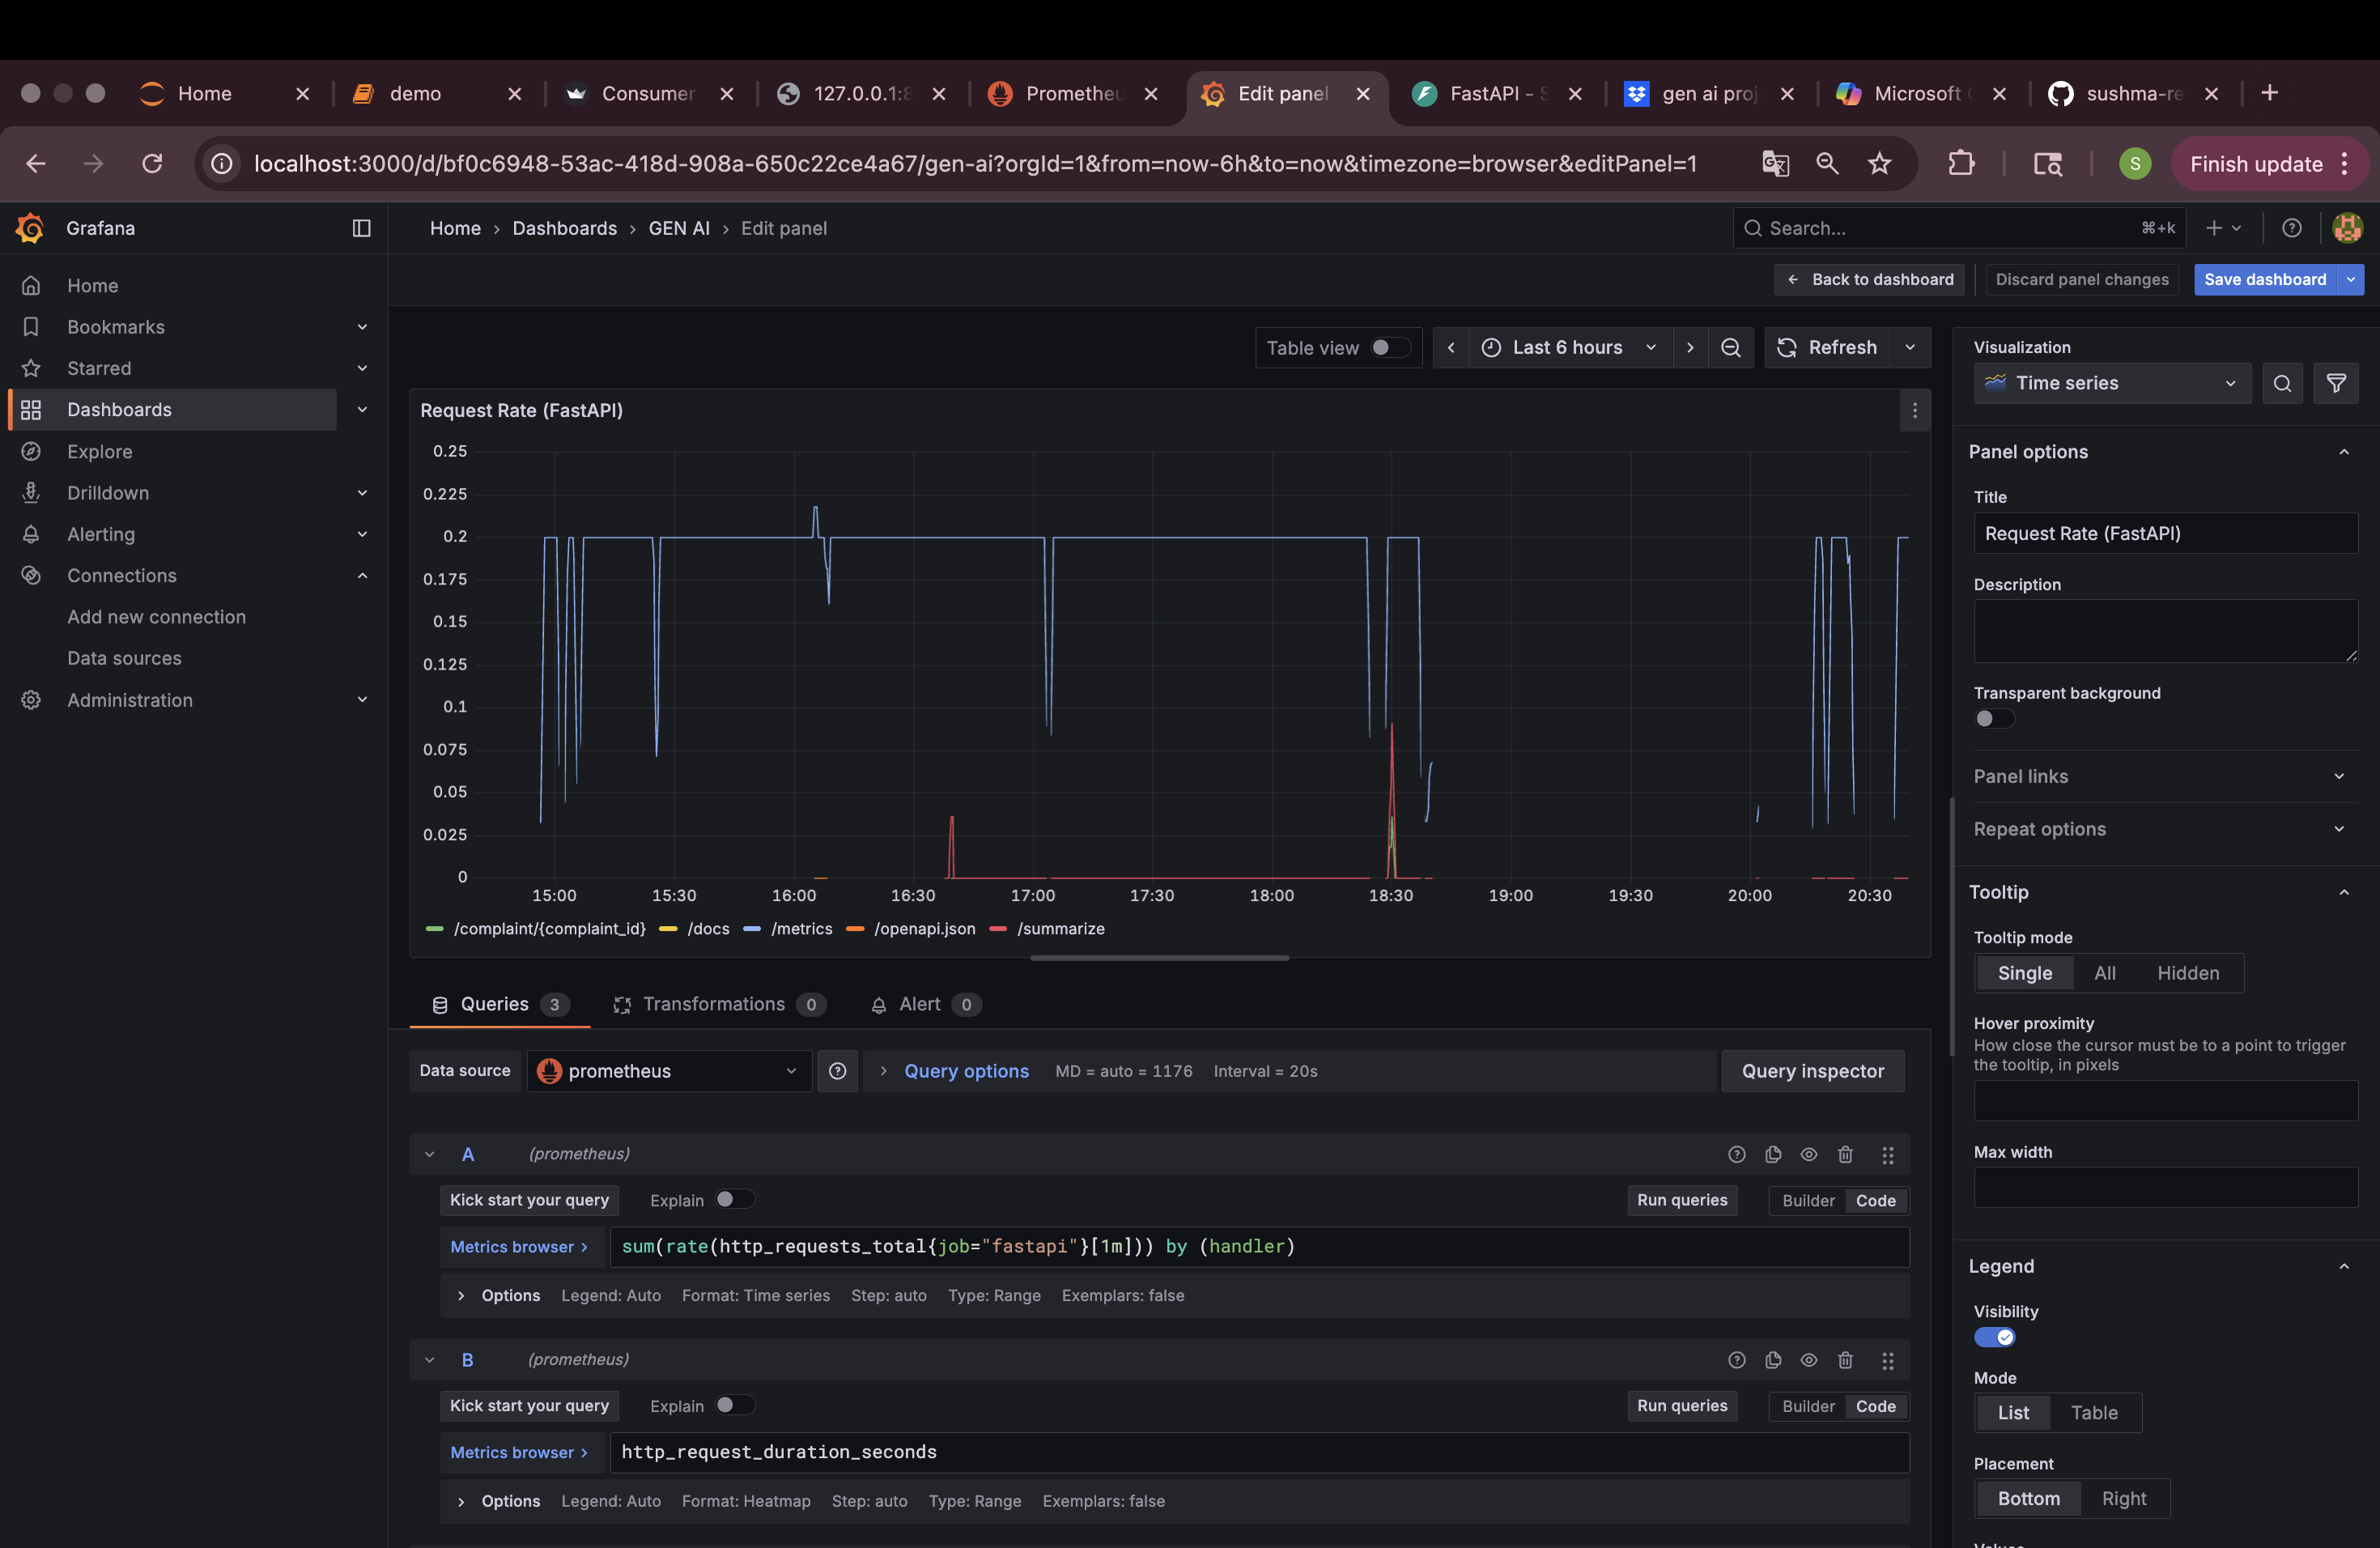 Home
demo
Consumer
127.0.0.1:8
Prometheu
Edit panel
FastAPI - S
gen ai proj
Microsoft
sushma-re
localhost:3000/d/bf0c6948-53ac-418d-908a-650c22ce4a67/gen-ai?orgId=1&from=now-6h&to=now&timezone=browser&editPanel=1
S
Finish update
Grafana
Home › Dashboards › GEN AI › Edit panel
Search...
⌘+k
Home
Bookmarks
Starred
Dashboards
Explore
Drilldown
Alerting
Connections
Add new connection
Data sources
Administration
Back to dashboard
Discard panel changes
Save dashboard
Table view
Last 6 hours
Refresh
Request Rate (FastAPI)
0.25
0.225
0.2
0.175
0.15
0.125
0.1
0.075
0.05
0.025
0
15:00 15:30 16:00 16:30 17:00 17:30 18:00 18:30 19:00 19:30 20:00 20:30
/complaint/{complaint_id} /docs /metrics /openapi.json /summarize
Queries 3
Transformations 0
Alert 0
Data source
prometheus
Query options
MD = auto = 1176
Interval = 20s
Query inspector
A
(prometheus)
Kick start your query
Explain
Run queries
Builder
Code
Metrics browser ›
sum(rate(http_requests_total{job="fastapi"}[1m])) by (handler)
Options Legend: Auto Format: Time series Step: auto Type: Range Exemplars: false
B
(prometheus)
Kick start your query
Explain
Run queries
Builder
Code
Metrics browser ›
http_request_duration_seconds
Options Legend: Auto Format: Heatmap Step: auto Type: Range Exemplars: false
Visualization
Time series
Panel options
Title
Request Rate (FastAPI)
Description
Transparent background
Panel links
Repeat options
Tooltip
Tooltip mode
Single All Hidden
Hover proximity
How close the cursor must be to a point to trigger
the tooltip, in pixels
Max width
Legend
Visibility
Mode
List Table
Placement
Bottom Right